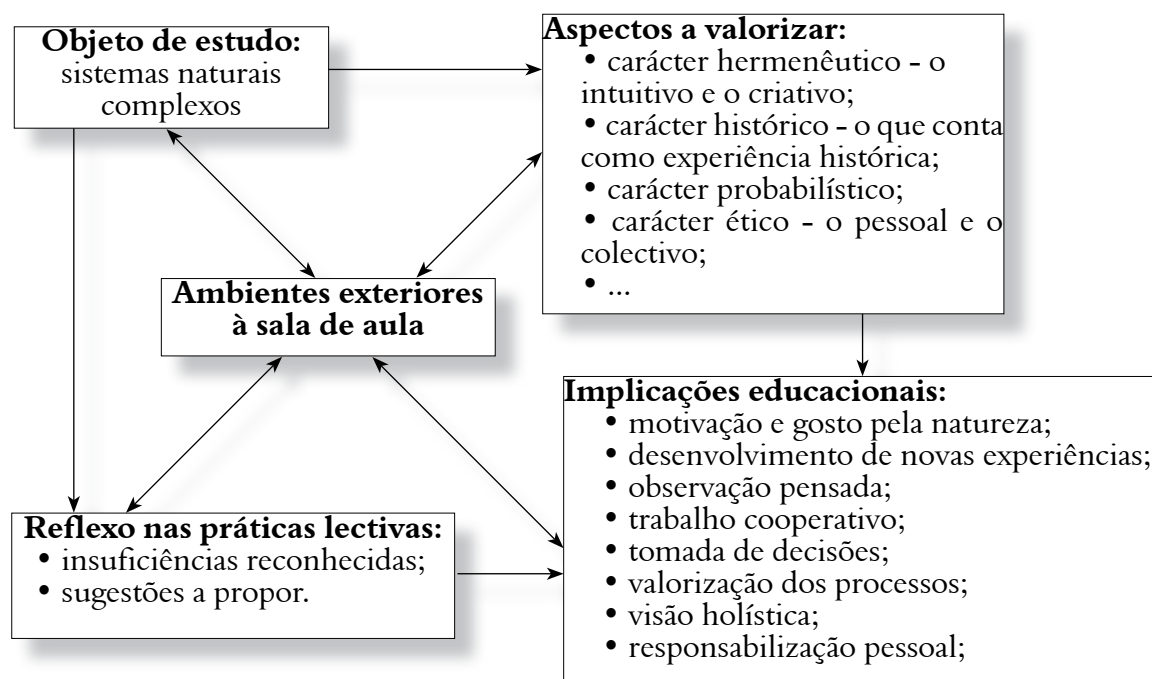 Objeto de estudo:
sistemas naturais
complexos
Aspectos a valorizar:
• carácter hermenêutico - o
intuitivo e o criativo;
• carácter histórico - o que conta
como experiência histórica;
• carácter probabilístico;
• carácter ético - o pessoal e o
colectivo;
• ...
Ambientes exteriores
à sala de aula
Implicações educacionais:
• motivação e gosto pela natureza;
• desenvolvimento de novas experiências;
• observação pensada;
• trabalho cooperativo;
• tomada de decisões;
• valorização dos processos;
• visão holística;
• responsabilização pessoal;
Reflexo nas práticas lectivas:
• insuficiências reconhecidas;
• sugestões a propor.